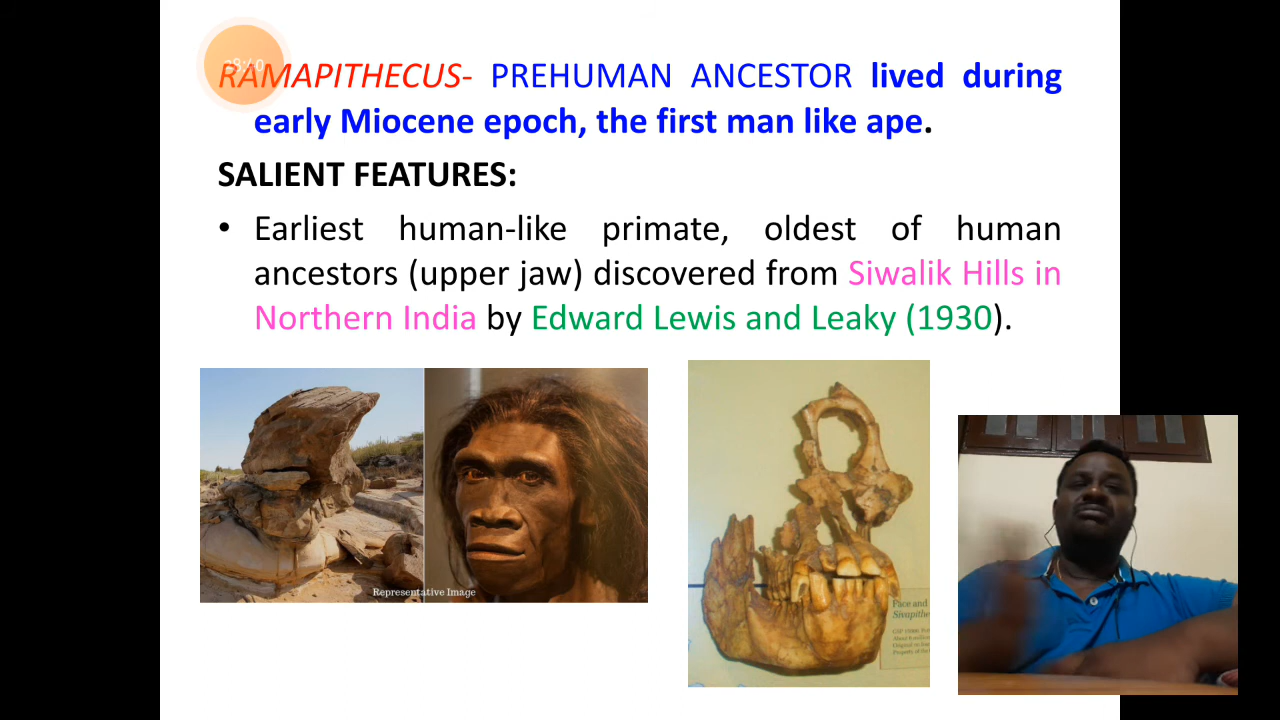 RAMAPITHECUS- PREHUMAN ANCESTOR lived during
early Miocene epoch, the first man like ape.
SALIENT FEATURES:
• Earliest human-like primate, oldest of human
ancestors (upper jaw) discovered from Siwalik Hills in
Northern India by Edward Lewis and Leaky (1930).
Representative Image
Face and